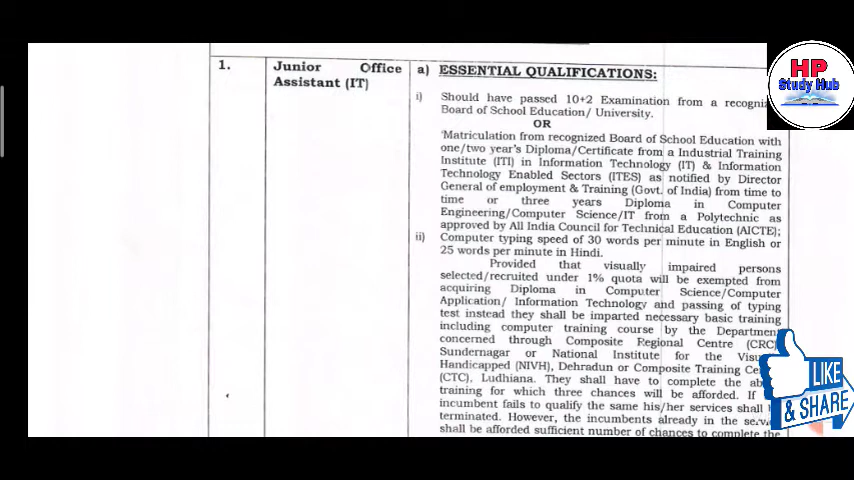 1.
Junior Office
Assistant (IT)
a) ESSENTIAL QUALIFICATIONS:
i) Should have passed 10+2 Examination from a
Board of School Education/ University.
OR
'Matriculation from recognized Board of School Education with
one/two year's Diploma/Certificate from a Industrial Training
Institute (ITI) in Information Technology (IT) & Information
Technology Enabled Sectors (ITES) as notified by Director
General of employment & Training (Govt. of India) from time to
time or three years Diploma in Computer
Engineering/Computer Science/IT from a Polytechnic as
approved by All India Council for Technical Education (AICTE);
ii) Computer typing speed of 30 words per minute in English or
25 words per minute in Hindi.
Provided that visually impaired persons
selected/recruited under 1% quota will be exempted from
acquiring Diploma in Computer Science/Computer
Application/ Information Technology and passing of typing
test instead they shall be imparted necessary basic training
including computer training course by the Department
concerned through Composite Regional Centre (CRC)
Sundernagar or National Institute for the
Handicapped (NIVH), Dehradun or Composite Training
(CTC), Ludhiana. They shall have to complete the
training for which three chances will be afforded. If
incumbent fails to qualify the same his/her services shall
terminated. However, the incumbents already in the
shall be afforded sufficient number of chances to complete the
HP
Study Hub
LIKE
& SHARE